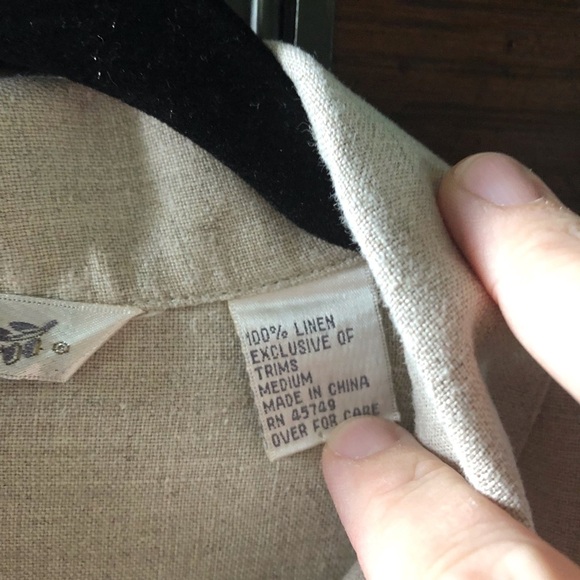 100% LINEN
EXCLUSIVE OF
TRIMS
MEDIUM
MADE IN CHINA
RN 45749
OVER FOR CARE